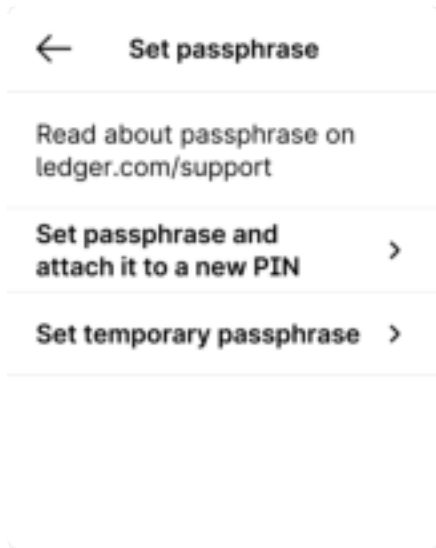 Set passphrase
Read about passphrase on
ledger.com/support
Set passphrase and
attach it to a new PIN
Set temporary passphrase